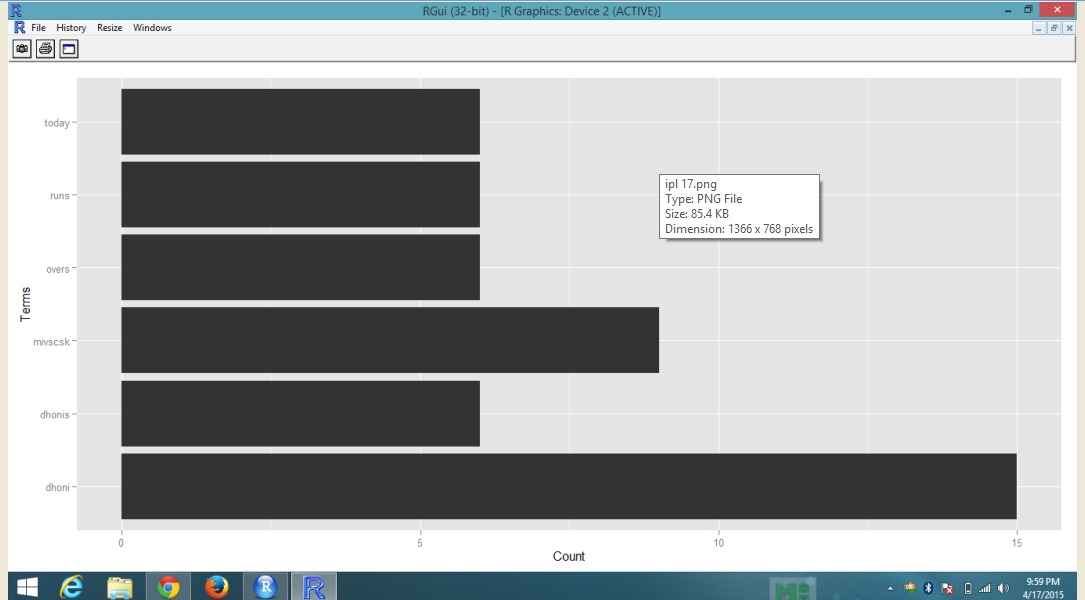 RGui (32-bit) - [R Graphics: Device 2 (ACTIVE)]
File History Resize Windows
today
runs
overs
mivscsk
dhonis
dhoni
Terms
ipl 17.png
Type: PNG File
Size: 85.4 KB
Dimension: 1366 x 768 pixels
0 5 10 15
Count
9:59 PM
4/17/2015